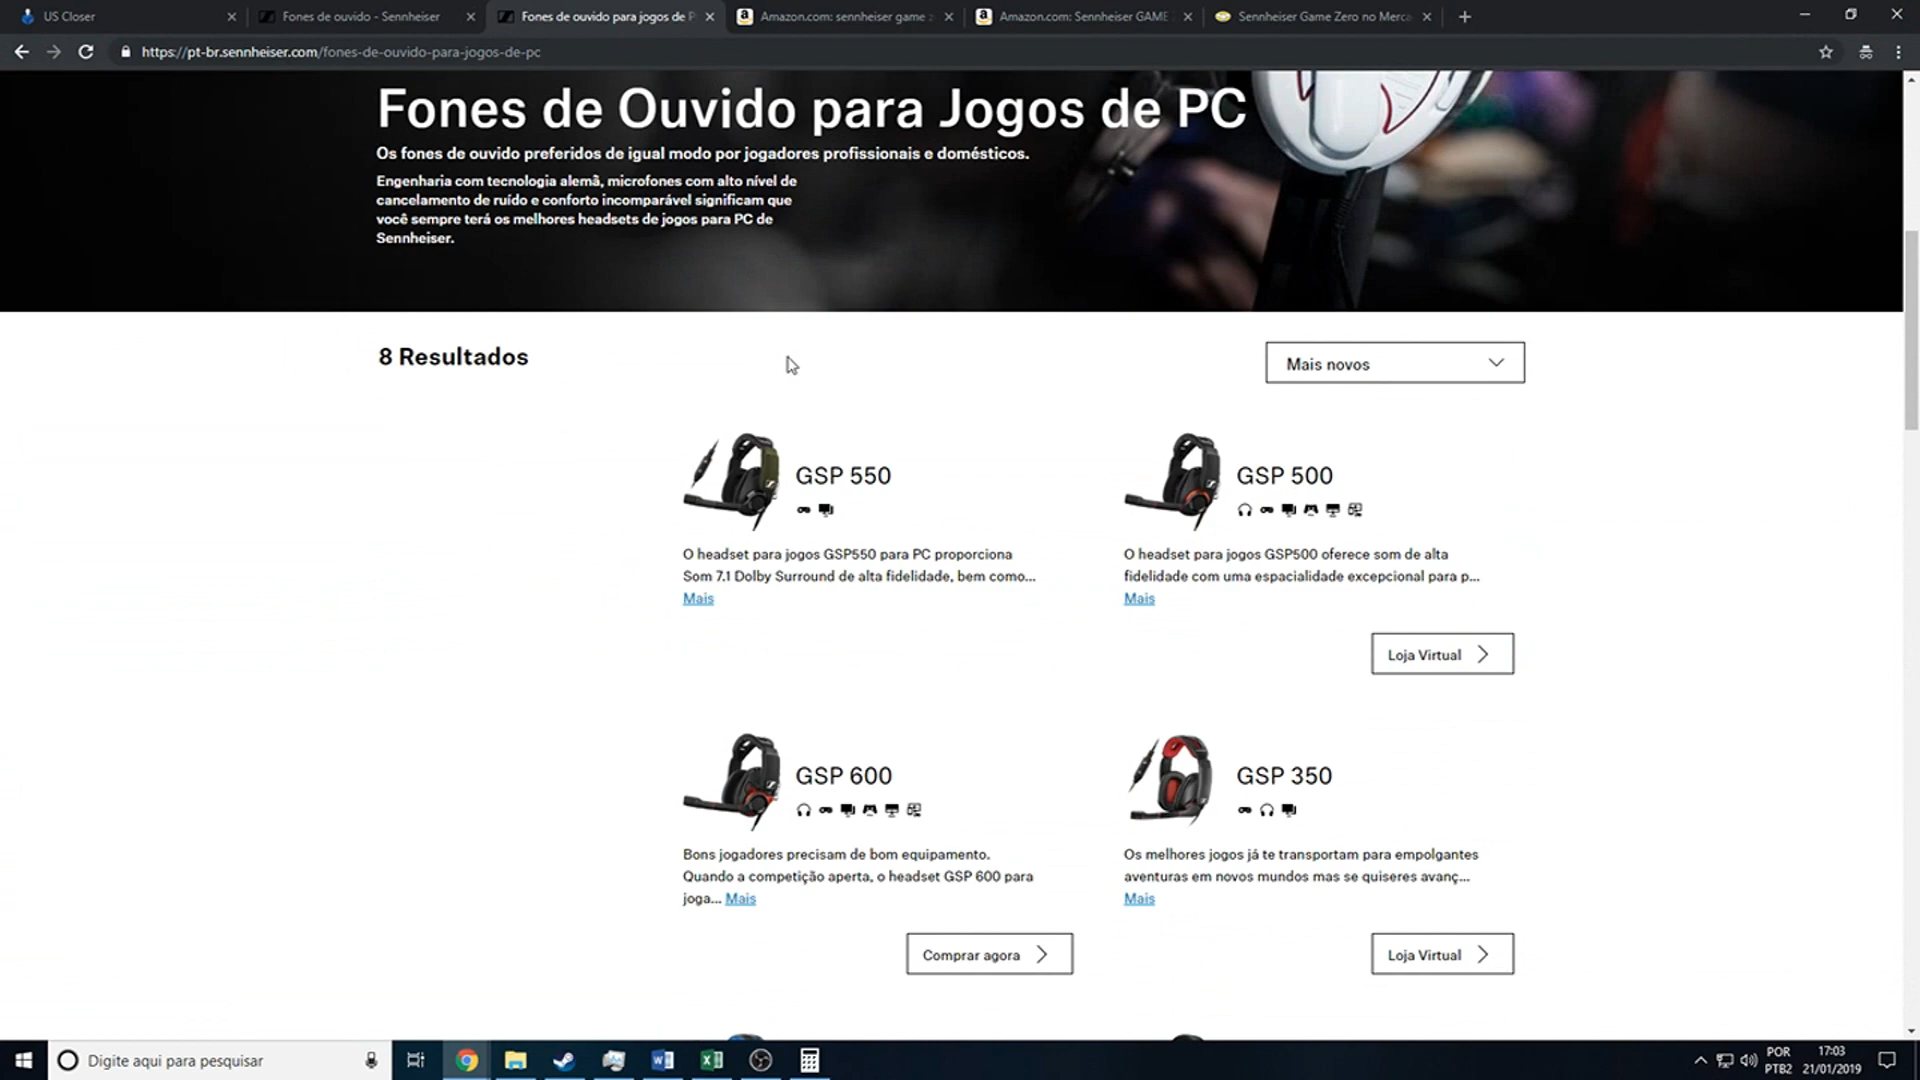 US Closer
Fones de ouvido - Sennheiser
Fones de ouvido para jogos de P
Amazon.com: sennheiser game z
Amazon.com: Sennheiser GAME
Sennheiser Game Zero no Merca
https://pt-br.sennheiser.com/fones-de-ouvido-para-jogos-de-pc
Fones de Ouvido para Jogos de PC
Os fones de ouvido preferidos de igual modo por jogadores profissionais e domésticos.
Engenharia com tecnologia alemã, microfones com alto nível de
cancelamento de ruído e conforto incomparável significam que
você sempre terá os melhores headsets de jogos para PC de
Sennheiser.
8 Resultados
Mais novos
GSP 550
O headset para jogos GSP550 para PC proporciona
Som 7.1 Dolby Surround de alta fidelidade, bem como...
Mais
GSP 500
O headset para jogos GSP500 oferece som de alta
fidelidade com uma espacialidade excepcional para p...
Mais
Loja Virtual
GSP 600
Bons jogadores precisam de bom equipamento.
Quando a competição aperta, o headset GSP 600 para
joga... Mais
Comprar agora
GSP 350
Os melhores jogos já te transportam para empolgantes
aventuras em novos mundos mas se quiseres avanç...
Mais
Loja Virtual
Digite aqui para pesquisar
POR
PTB2
17:03
21/01/2019